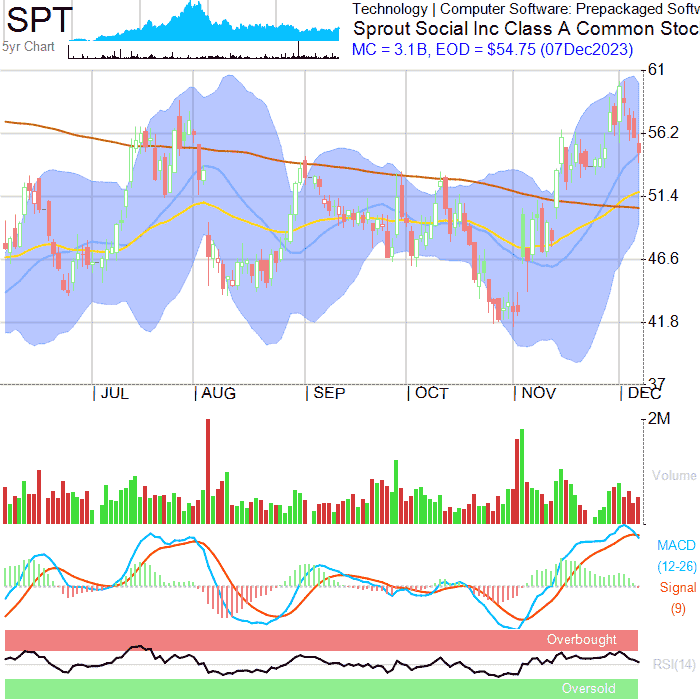 SPT
5yr Chart
Technology | Computer Software: Prepackaged Softw
Sprout Social Inc Class A Common Stoc
MC = 3.1B, EOD = $54.75 (07Dec2023)
61
56.2
51.4
46.6
41.8
37
JUL AUG SEP OCT NOV DEC
2M
Volume
MACD
(12-26)
Signal
(9)
Overbought
RSI(14)
Oversold